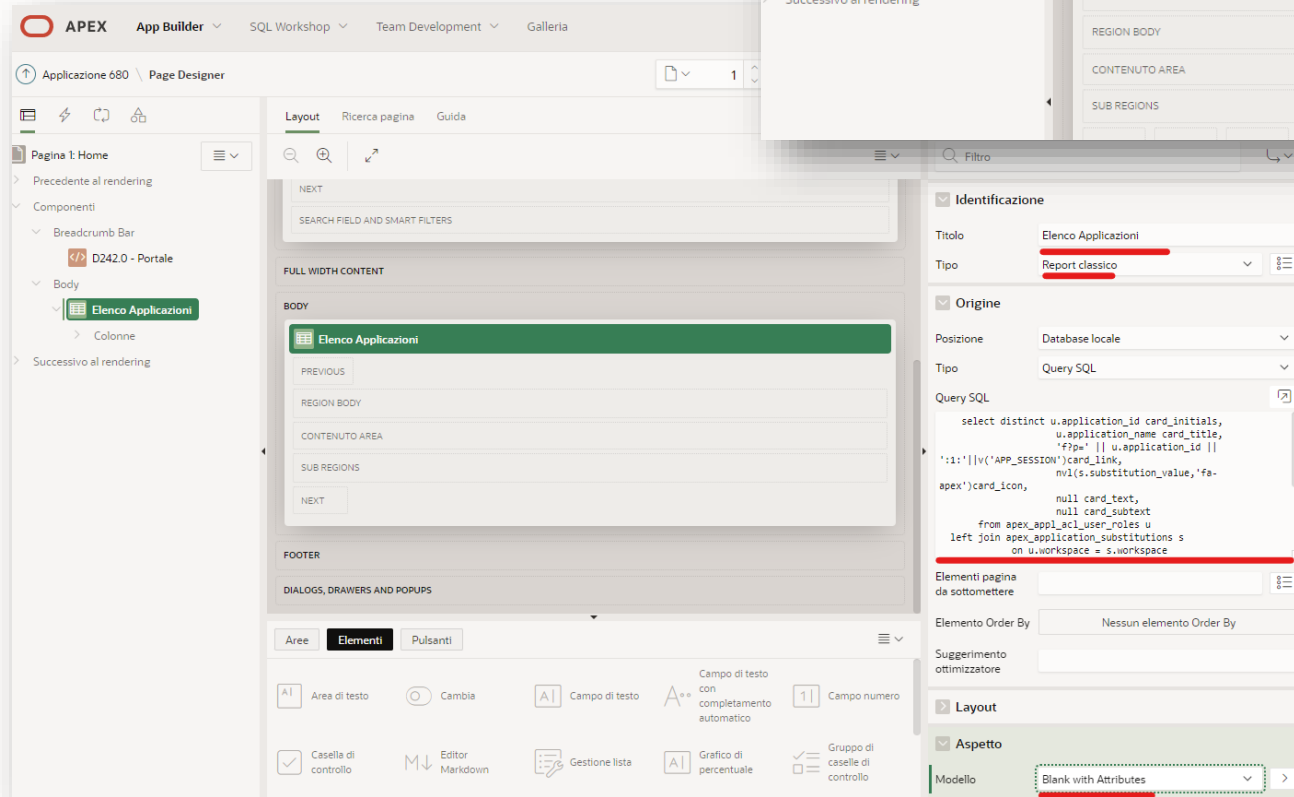 APEX
App Builder
SQL Workshop
Team Development
Galleria
Successivo al rendering
REGION BODY
CONTENUTO AREA
SUB REGIONS
Applicazione 680 \ Page Designer
1
Layout
Ricerca pagina
Guida
Pagina 1: Home
Precedente al rendering
Componenti
Breadcrumb Bar
D242.0 - Portale
Body
Elenco Applicazioni
Colonne
Successivo al rendering
NEXT
SEARCH FIELD AND SMART FILTERS
FULL WIDTH CONTENT
BODY
Elenco Applicazioni
PREVIOUS
REGION BODY
CONTENUTO AREA
SUB REGIONS
NEXT
FOOTER
DIALOGS, DRAWERS AND POPUPS
Aree
Elementi
Pulsanti
Area di testo
Cambia
Campo di testo
Campo di testo
con
completamento
automatico
Campo numero
Casella di
controllo
Editor
Markdown
Gestione lista
Grafico di
percentuale
Gruppo di
caselle di
controllo
Filtro
Identificazione
Titolo
Elenco Applicazioni
Tipo
Report classico
Origine
Posizione
Database locale
Tipo
Query SQL
Query SQL
select distinct u.application_id card_initials,
u.application_name card_title,
'f?p=' || u.application_id ||
':1:'||v('APP_SESSION')card_link,
nvl(s.substitution_value,'fa-
apex')card_icon,
null card_text,
null card_subtext
from apex_appl_acl_user_roles u
left join apex_application_substitutions s
on u.workspace = s.workspace
Elementi pagina
da sottomettere
Elemento Order By
Nessun elemento Order By
Suggerimento
ottimizzatore
Layout
Aspetto
Modello
Blank with Attributes